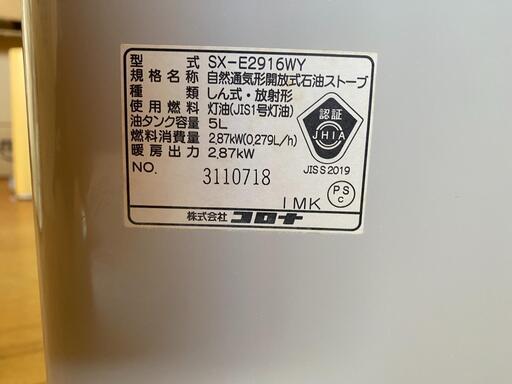 型 式 SX-E2916WY
規格名称 自然通気形開放式石油ストーブ
種 類 しん式・放射形
使用燃料 灯油(JIS1号灯油)
油タンク容量 5L
燃料消費量 2,87kW(0,279L/h)
暖房出力 2,87kW
NO. 3110718
認証
JHIA
JIS S 2019
1MK
PS
C
株式会社 コロナ